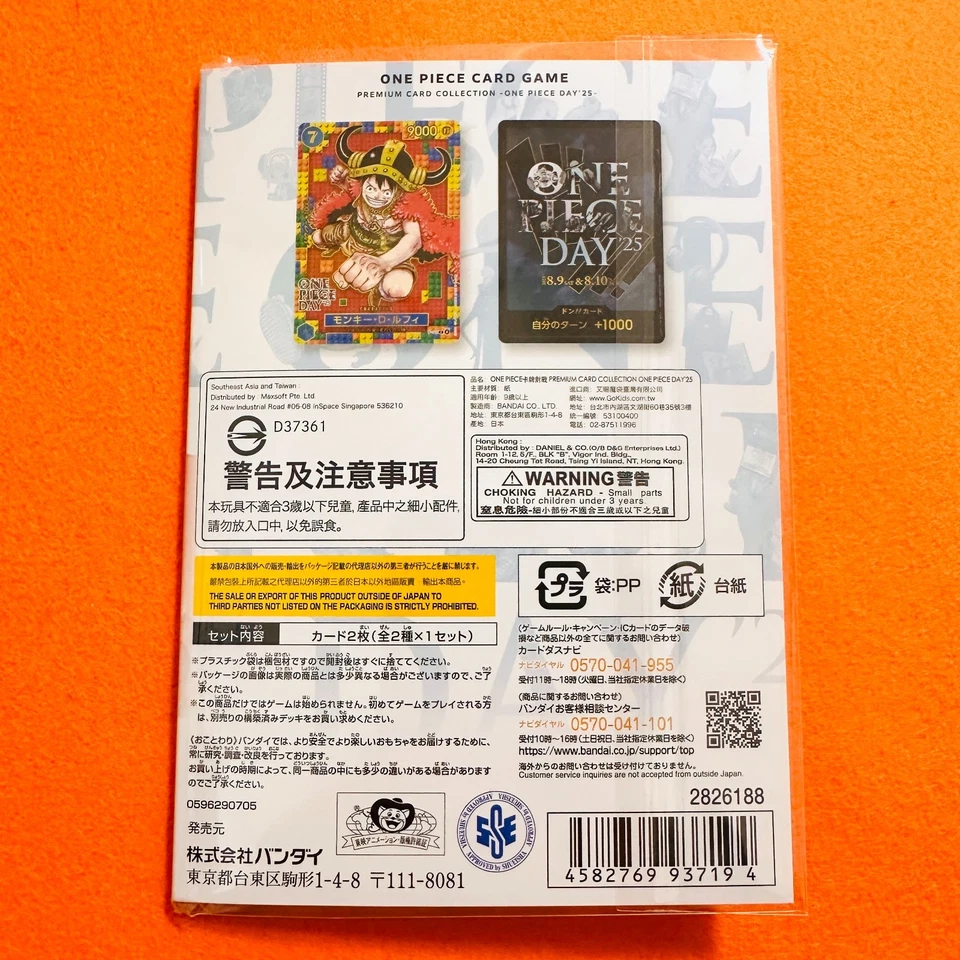 ONE PIECE CARD GAME
PREMIUM CARD COLLECTION -ONE PIECE DAY'25-
7
9000
ONE
PIECE
DAY
モンキー・D・ルフィ
ONE
PIECE
DAY'25
8.9 SAT & 8.10
ドン!!カード
自分のターン +1000
Southeast Asia and Taiwan :
Distributed by : Maxsoft Pte. Ltd
24 New Industrial Road #05-08 inSpace Singapore 536210
D37361
警告及注意事項
本玩具不適合3歲以下兒童, 產品中之細小配件,
請勿放入口中, 以免誤食。
品名: ONE PIECE卡牌對戰 PREMIUM CARD COLLECTION ONE PIECE DAY'25
主要材質: 紙
適用年齡: 9歲以上
製造商: BANDAI CO., LTD.
地址: 東京都台東區駒形1-4-8
產地: 日本
進口商: 又揚魔袋臺灣有限公司
網址: www.GoKids.com.tw
地址: 台北市內湖區文湖街60巷35號3樓
統一編號: 53100400
電話: 02-87511996
Hong Kong :
Distributed by : DANIEL & CO.(O/B D&G Enterprises Ltd.)
Room 1-12, 5/F., BLK "B", Vigor Ind. Bldg.,
14-20 Cheung Tat Road, Tsing Yi Island, NT, Hong Kong.
WARNING 警告
CHOKING HAZARD - Small parts
Not for children under 3 years.
窒息危險-細小部份不適合三歲或以下之兒童
本製品の日本国外への販売・輸出をパッケージ記載の代理店以外の第三者が行うことを厳に禁じます。
嚴禁包裝上所記載之代理店以外的第三者於日本以外地區販賣、輸出本商品。
THE SALE OR EXPORT OF THIS PRODUCT OUTSIDE OF JAPAN TO
THIRD PARTIES NOT LISTED ON THE PACKAGING IS STRICTLY PROHIBITED.
プラ 袋:PP 紙 台紙
セット内容 カード2枚(全2種×1セット)
※プラスチック袋は梱包材ですので開封後はすぐに捨ててください。
※パッケージの画像は実際の商品とは多少異なる場合がございますので、ご了
承ください。
※この商品だけではゲームは始められません。初めてゲームをプレイされる方
は、別売りの構築済みデッキをお買い求めください。
(おことわり)バンダイでは、より安全でより楽しいおもちゃをお届けするために、
常に研究・調査・改良を行っております。
お買い上げの時期によって、同一商品の中にも多少の違いがある場合があります
のでご了承ください。
(ゲームルール・キャンペーン・ICカードのデータ破
損など商品以外の全てに関するお問い合わせ)
カードダスナビ
ナビダイヤル 0570-041-955
受付11時~18時(火曜日、当社指定休業日を除く)
(商品に関するお問い合わせ)
バンダイお客様相談センター
ナビダイヤル 0570-041-101
受付10時~16時(土日祝日、当社指定休業日を除く)
https://www.bandai.co.jp/support/top
海外からのお問い合わせは受け付けておりません。
Customer service inquiries are not accepted from outside Japan.
0596290705
発売元
株式会社バンダイ
東京都台東区駒形1-4-8 〒111-8081
東映アニメーション・版権許諾証
APPROVED by SHUEISHA
2826188
4 582769 937194